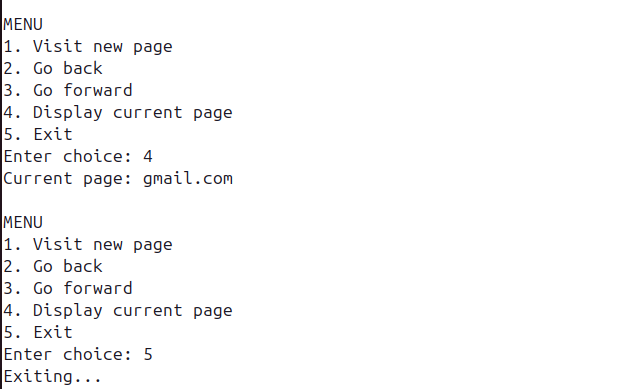 MENU
1. Visit new page
2. Go back
3. Go forward
4. Display current page
5. Exit
Enter choice: 4
Current page: gmail.com
MENU
1. Visit new page
2. Go back
3. Go forward
4. Display current page
5. Exit
Enter choice: 5
Exiting...